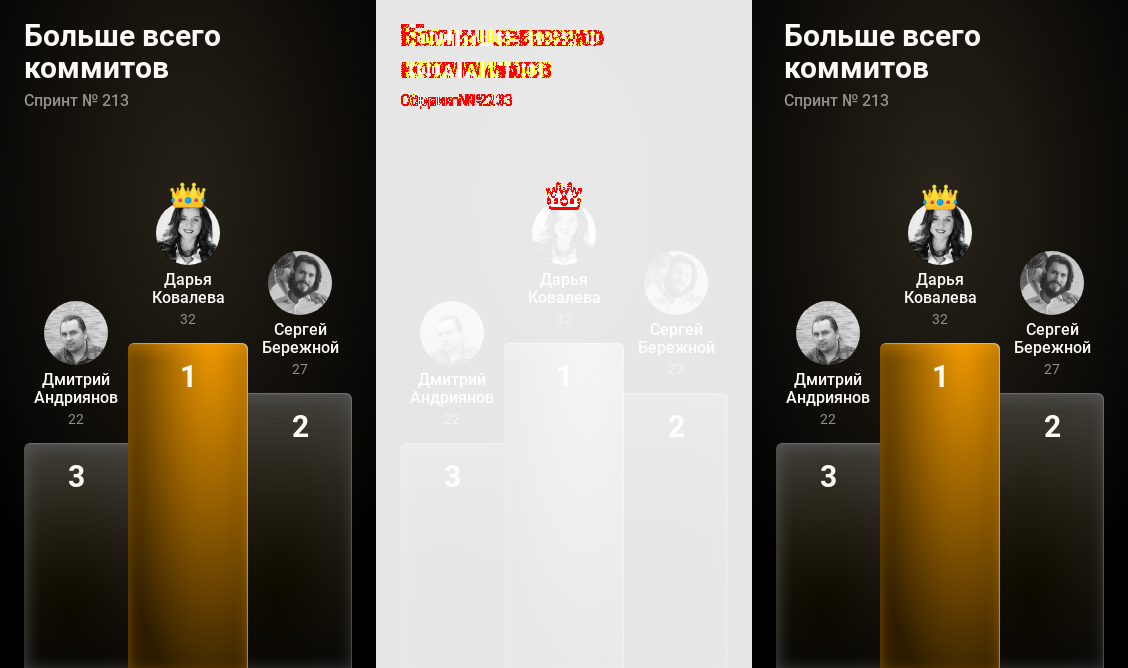 Больше всего
коммитов
Спринт № 213
Дарья
Ковалева
32
Сергей
Бережной
27
Дмитрий
Андриянов
22
1
2
3
Дарья
Ковалева
32
Сергей
Бережной
27
Дмитрий
Андриянов
22
1
2
3
Больше всего
коммитов
Спринт № 213
Дарья
Ковалева
32
Сергей
Бережной
27
Дмитрий
Андриянов
22
1
2
3